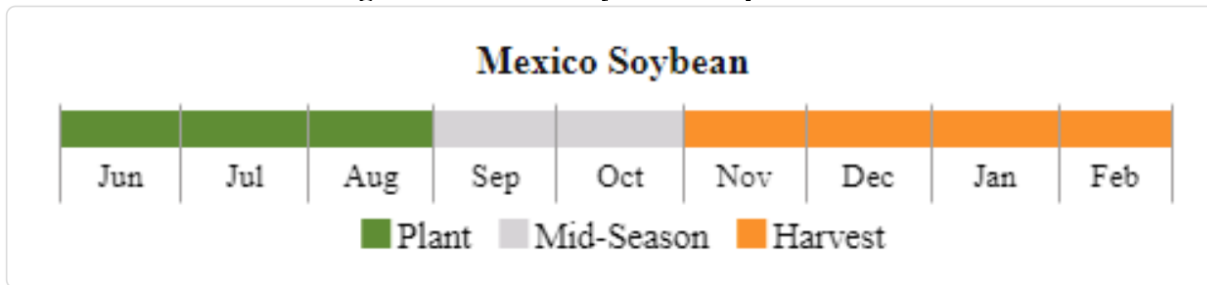 Mexico Soybean
Jun Jul Aug Sep Oct Nov Dec Jan Feb
Plant Mid-Season Harvest